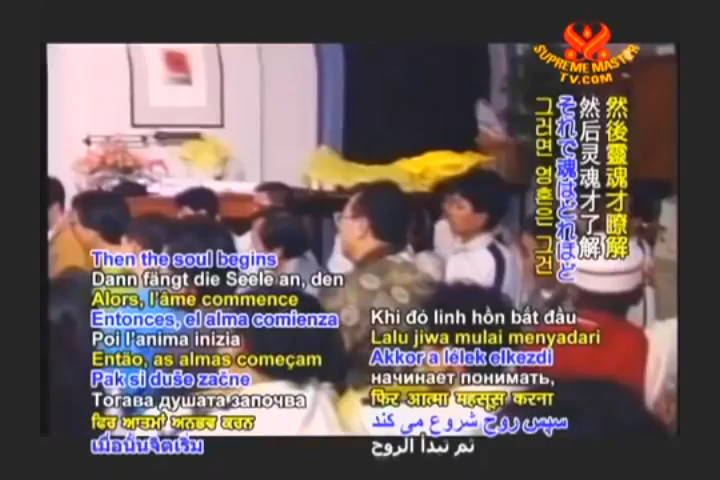 SUPREME MASTER
TV.COM
然後靈魂才瞭解
然后灵魂才了解
それで魂はどれほど
그러면 영혼은 그런
Then the soul begins
Dann fängt die Seele an, den
Alors, l'âme commence
Entonces, el alma comienza
Poi l'anima inizia
Então, as almas começam
Pak si duše začne
Тогава душата започва
ਫਿਰ ਆਤਮਾਂ ਅਨਭਵ ਕਰਨ
เมื่อนั้นจิตเริ่ม
Khi đó linh hồn bắt đầu
Lalu jiwa mulai menyadari
Akkor a lélek elkezdi
начинает понимать,
फिर आत्मा महसूस करना
سپس روح شروع می کند
ثم تبدأ الروح